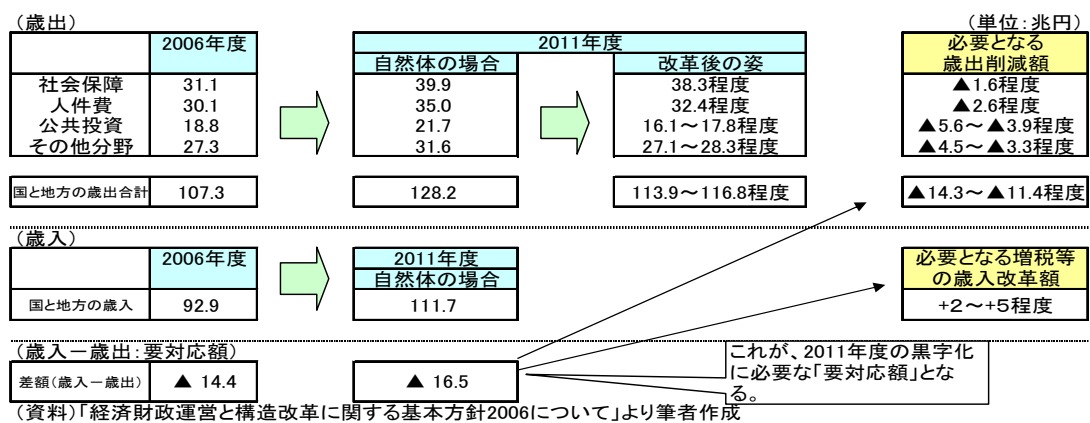 （歳出）
（単位：兆円）
2006年度
2011年度
必要となる
歳出削減額
自然体の場合
改革後の姿
社会保障 31.1 39.9 38.3程度 ▲1.6程度
人件費 30.1 35.0 32.4程度 ▲2.6程度
公共投資 18.8 21.7 16.1～17.8程度 ▲5.6～▲3.9程度
その他分野 27.3 31.6 27.1～28.3程度 ▲4.5～▲3.3程度
国と地方の歳出合計 107.3 128.2 113.9～116.8程度 ▲14.3～▲11.4程度
（歳入）
2006年度
2011年度
自然体の場合
必要となる増税等
の歳入改革額
国と地方の歳入 92.9 111.7 +2～+5程度
（歳入－歳出：要対応額）
差額（歳入－歳出） ▲ 14.4 ▲ 16.5
これが、2011年度の黒字化
に必要な「要対応額」とな
る。
（資料）「経済財政運営と構造改革に関する基本方針2006について」より筆者作成